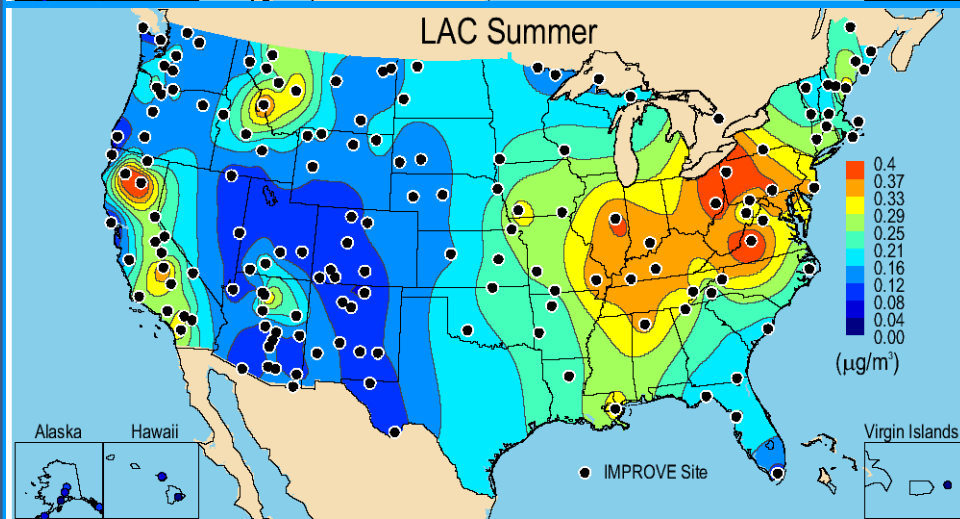 LAC Summer
0.4
0.37
0.33
0.29
0.25
0.21
0.16
0.12
0.08
0.04
0.00
(μg/m³)
Alaska
Hawaii
Virgin Islands
IMPROVE Site